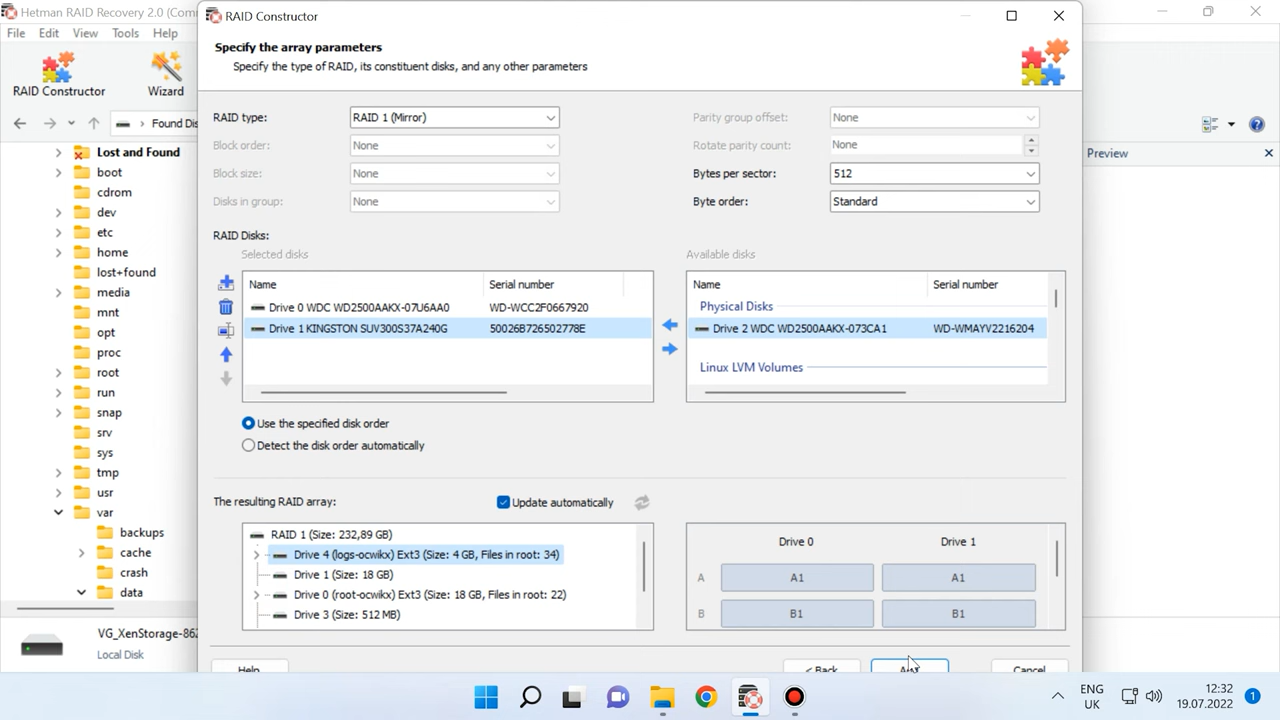 Hetman RAID Recovery 2.0 (Com
RAID Constructor
File Edit View Tools Help
Specify the array parameters
Specify the type of RAID, its constituent disks, and any other parameters
RAID Constructor
Wizard
Found Dis
Preview
RAID type: RAID 1 (Mirror)
Block order: None
Block size: None
Disks in group: None
Parity group offset: None
Rotate parity count: None
Bytes per sector: 512
Byte order: Standard
Lost and Found
boot
cdrom
dev
etc
home
lost+found
media
mnt
opt
proc
root
run
snap
srv
sys
tmp
usr
var
backups
cache
crash
data
RAID Disks:
Selected disks
Name Serial number
Drive 0 WDC WD2500AAKX-07U6AA0 WD-WCC2F0667920
Drive 1 KINGSTON SUV300S37A240G 50026B726502778E
Available disks
Name Serial number
Physical Disks
Drive 2 WDC WD2500AAKX-073CA1 WD-WMAYV2216204
Linux LVM Volumes
Use the specified disk order
Detect the disk order automatically
The resulting RAID array:
Update automatically
RAID 1 (Size: 232,89 GB)
Drive 4 (logs-ocwikx) Ext3 (Size: 4 GB, Files in root: 34)
Drive 1 (Size: 18 GB)
Drive 0 (root-ocwikx) Ext3 (Size: 18 GB, Files in root: 22)
Drive 3 (Size: 512 MB)
Drive 0 Drive 1
A A1 A1
B B1 B1
VG_XenStorage-862
Local Disk
Help
< Back
Cancel
ENG
UK
12:32
19.07.2022
1